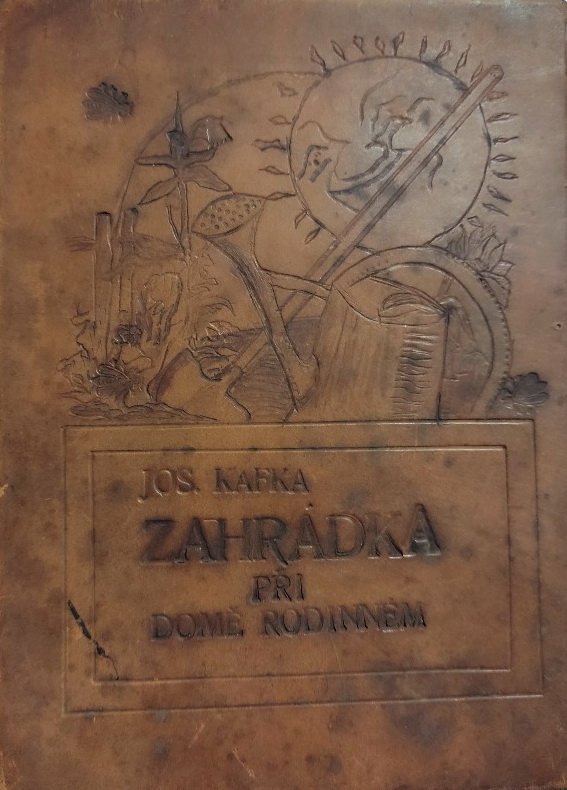 JOS. KAFKA
ZAHRÁDKA
PŘI
DOMĚ RODINNÉM